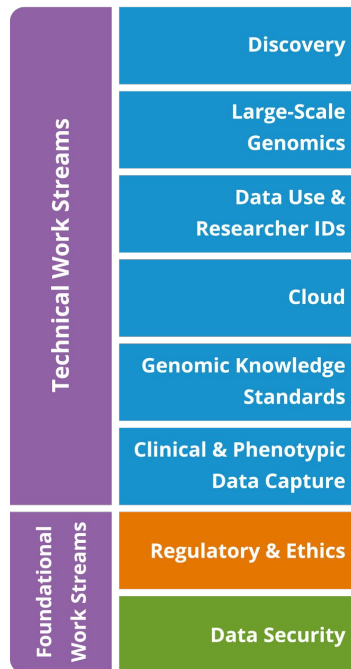 Technical Work Streams
Discovery
Large-Scale
Genomics
Data Use &
Researcher IDs
Cloud
Genomic Knowledge
Standards
Clinical & Phenotypic
Data Capture
Foundational
Work Streams
Regulatory & Ethics
Data Security